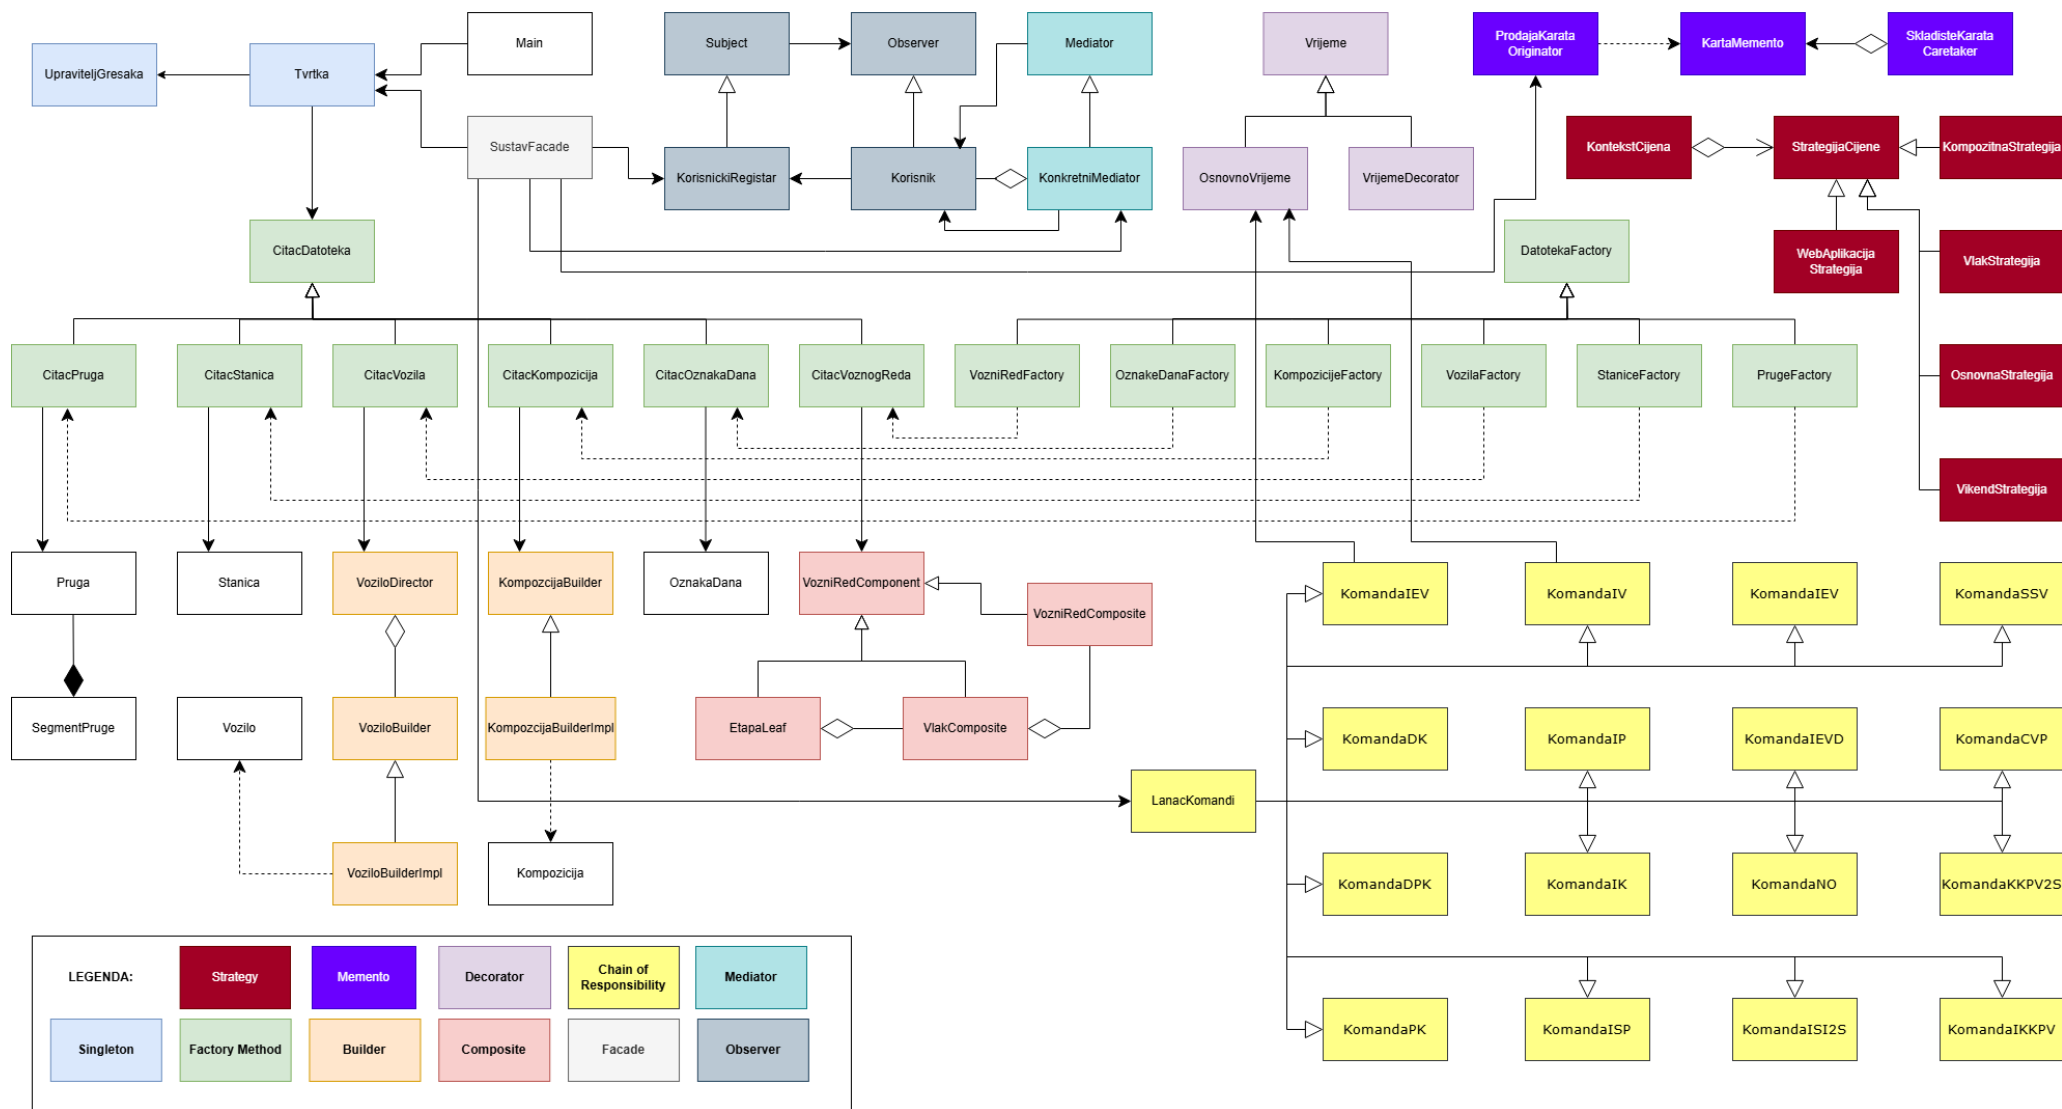 Main
Subject
Observer
Mediator
Vrijeme
ProdajaKarata
Originator
KartaMemento
SkladisteKarata
Caretaker
UpraviteljGresaka
Tvrtka
SustavFacade
KorisnickiRegistar
Korisnik
KonkretniMediator
OsnovnoVrijeme
VrijemeDecorator
KontekstCijena
StrategijaCijene
KompozitnaStrategija
CitacDatoteka
DatotekaFactory
WebAplikacija
Strategija
VlakStrategija
CitacPruga
CitacStanica
CitacVozila
CitacKompozicija
CitacOznakaDana
CitacVoznogReda
VozniRedFactory
OznakeDanaFactory
KompozicijeFactory
VozilaFactory
StaniceFactory
PrugeFactory
OsnovnaStrategija
VikendStrategija
Pruga
Stanica
VoziloDirector
KompozcijaBuilder
OznakaDana
VozniRedComponent
VozniRedComposite
KomandaIEV
KomandaIV
KomandaIEV
KomandaSSV
SegmentPruge
Vozilo
VoziloBuilder
KompozcijaBuilderImpl
EtapaLeaf
VlakComposite
KomandaDK
KomandaIP
KomandaIEVD
KomandaCVP
LanacKomandi
VoziloBuilderImpl
Kompozicija
KomandaDPK
KomandaIK
KomandaNO
KomandaKKPV2S
LEGENDA:
Strategy
Memento
Decorator
Chain of
Responsibility
Mediator
Singleton
Factory Method
Builder
Composite
Facade
Observer
KomandaPK
KomandaISP
KomandaISI2S
KomandaIKKPV